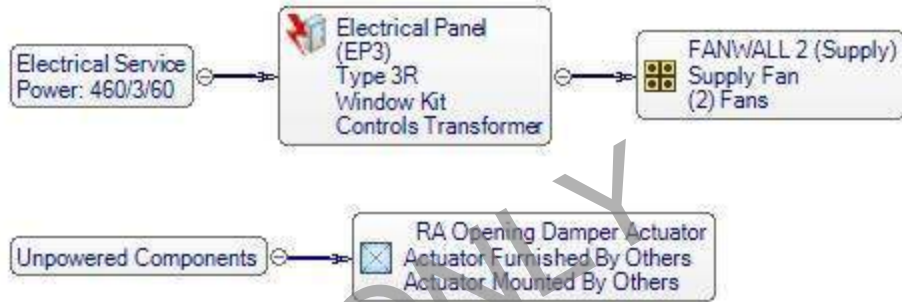 Electrical Service
Power: 460/3/60
Electrical Panel
(EP3)
Type 3R
Window Kit
Controls Transformer
FANWALL 2 (Supply)
Supply Fan
(2) Fans
Unpowered Components
RA Opening Damper Actuator
Actuator Furnished By Others
Actuator Mounted By Others
ONLY